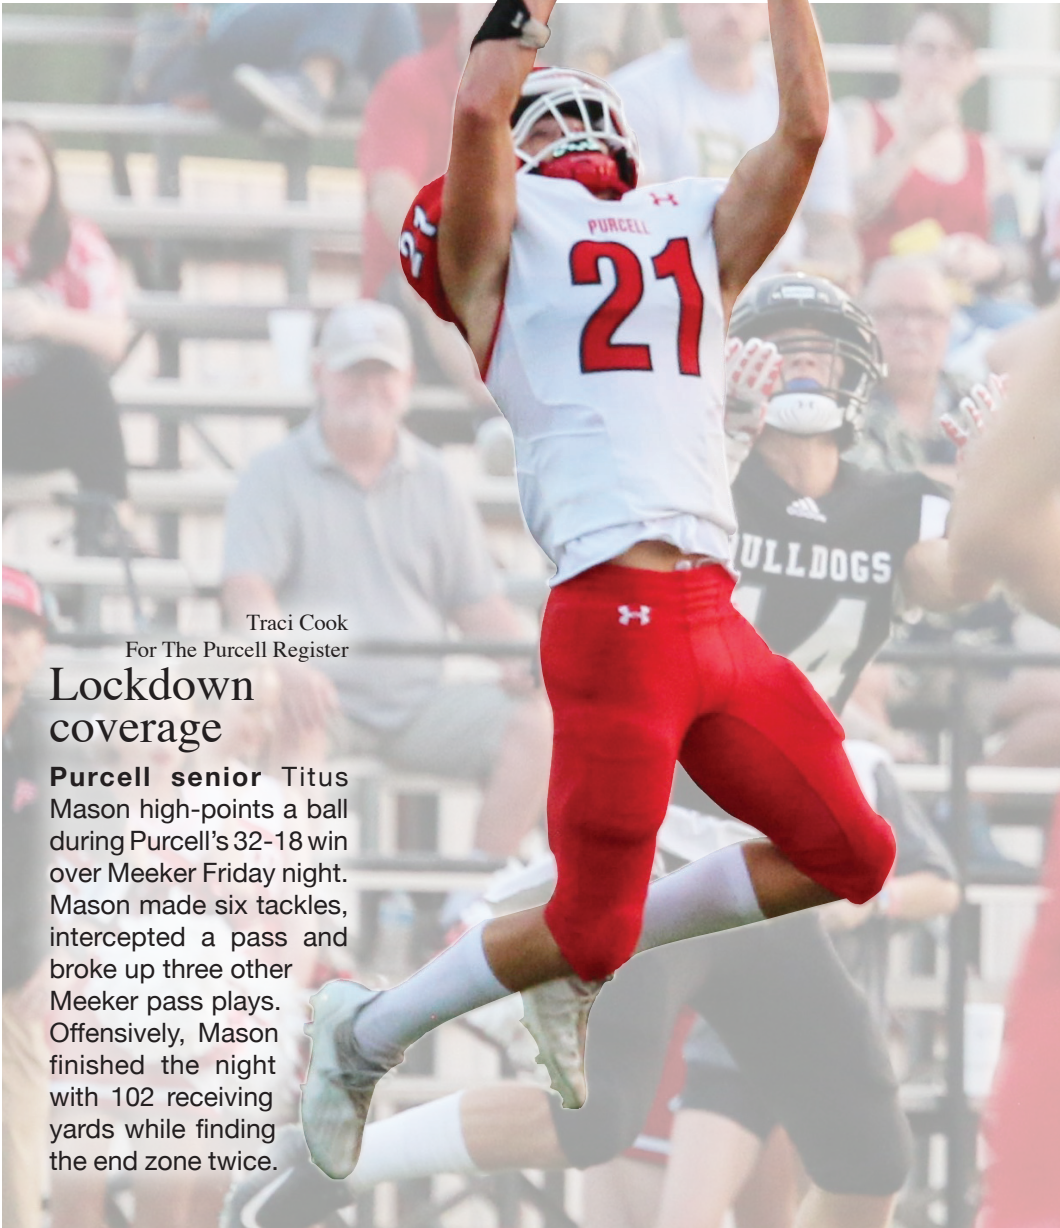 21
PURCELL
21
ULLDOGS
4
Traci Cook
For The Purcell Register
Lockdown
coverage
Purcell senior Titus
Mason high-points a ball
during Purcell's 32-18 win
over Meeker Friday night.
Mason made six tackles,
intercepted a pass and
broke up three other
Meeker pass plays.
Offensively, Mason
finished the night
with 102 receiving
yards while finding
the end zone twice.